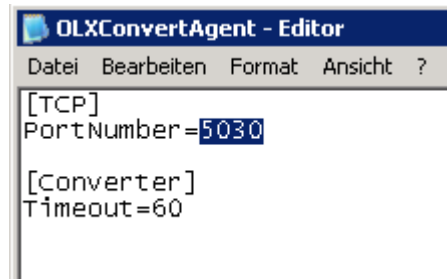 OLXConvertAgent - Editor
Datei Bearbeiten Format Ansicht ?
[TCP]
PortNumber=5030
[Converter]
Timeout=60